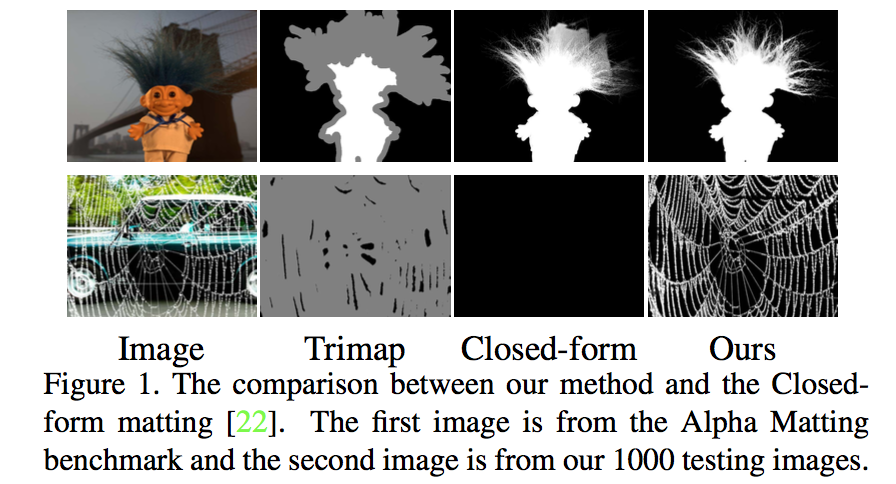 Image Trimap Closed-form Ours
Figure 1. The comparison between our method and the Closed-
form matting [22]. The first image is from the Alpha Matting
benchmark and the second image is from our 1000 testing images.